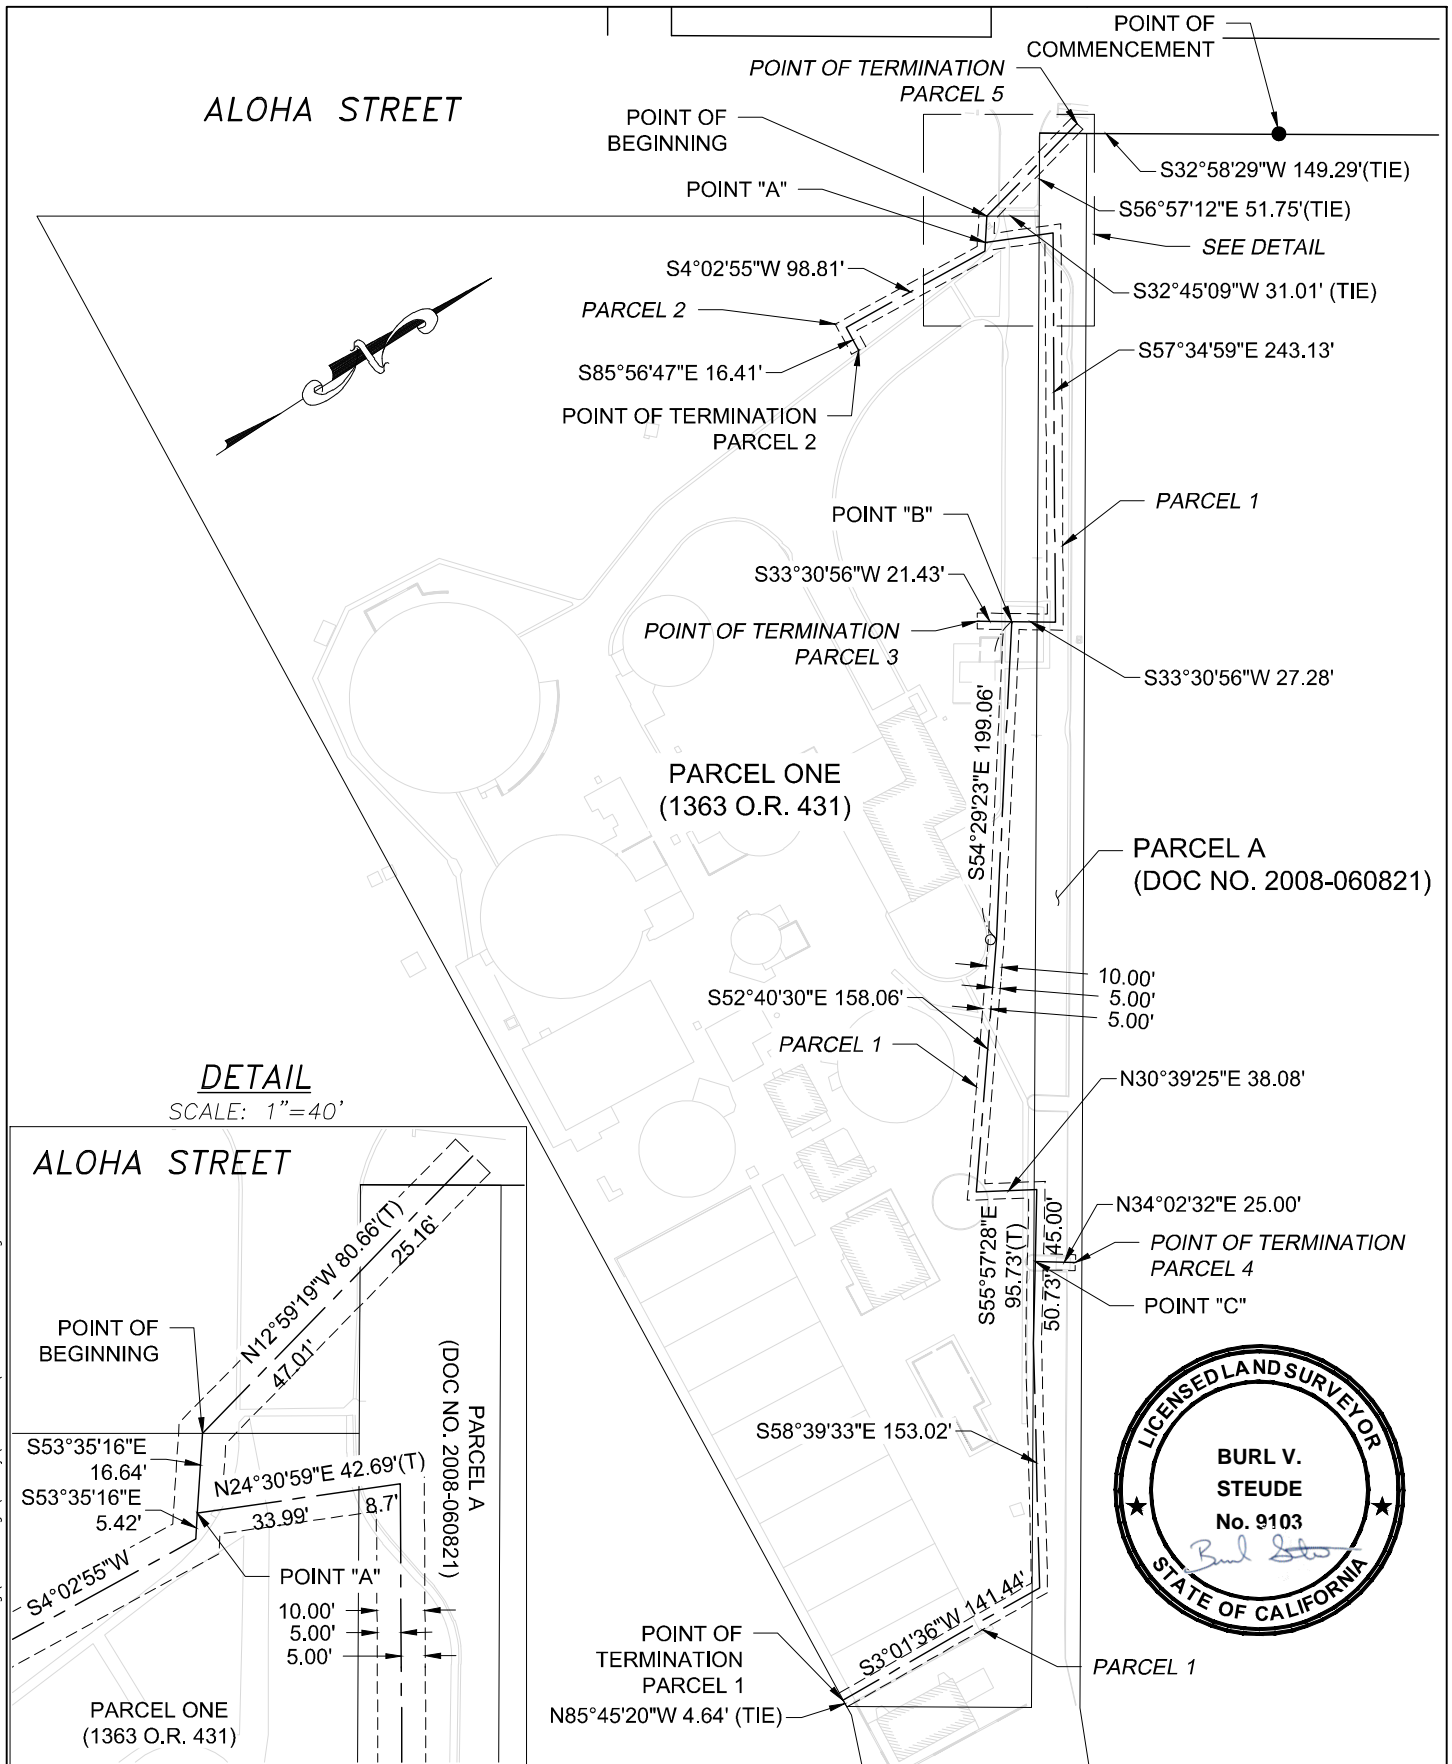 POINT OF
COMMENCEMENT
POINT OF TERMINATION
PARCEL 5
ALOHA STREET
POINT OF
BEGINNING
S32°58'29"W 149.29'(TIE)
POINT "A"
S56°57'12"E 51.75'(TIE)
SEE DETAIL
S4°02'55"W 98.81'
S32°45'09"W 31.01' (TIE)
PARCEL 2
S57°34'59"E 243.13'
S85°56'47"E 16.41'
POINT OF TERMINATION
PARCEL 2
N
PARCEL 1
POINT "B"
S33°30'56"W 21.43'
POINT OF TERMINATION
PARCEL 3
S33°30'56"W 27.28'
S54°29'23"E 199.06'
PARCEL ONE
(1363 O.R. 431)
PARCEL A
(DOC NO. 2008-060821)
10.00'
5.00'
5.00'
S52°40'30"E 158.06'
PARCEL 1
N30°39'25"E 38.08'
N34°02'32"E 25.00'
S55°57'28"E
95.73'(T)
45.00'
50.73'
POINT OF TERMINATION
PARCEL 4
POINT "C"
S58°39'33"E 153.02'
S3°01'36"W 141.44'
POINT OF
TERMINATION
PARCEL 1
N85°45'20"W 4.64' (TIE)
PARCEL 1
LICENSED LAND SURVEYOR
BURL V.
STEUDE
No. 9103
STATE OF CALIFORNIA
DETAIL
SCALE: 1"=40'
ALOHA STREET
N12°59'19"W 80.66'(T)
25.16'
47.01'
POINT OF
BEGINNING
PARCEL A
(DOC NO. 2008-060821)
S53°35'16"E
16.64'
N24°30'59"E 42.69'(T)
33.99'
8.7'
S53°35'16"E
5.42'
S4°02'55"W
POINT "A"
10.00'
5.00'
5.00'
PARCEL ONE
(1363 O.R. 431)